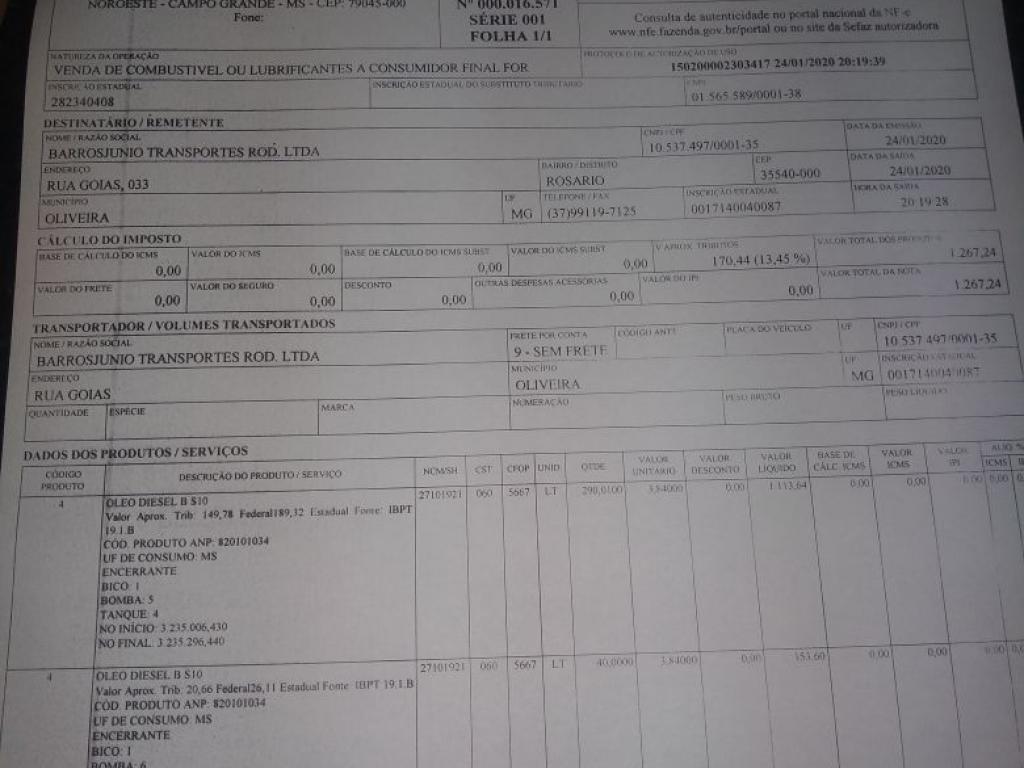 NOROESTE - CAMPO GRANDE - MS - CEP: 79045-000
Fone:
Nº 000.016.571
SÉRIE 001
FOLHA 1/1
Consulta de autenticidade no portal nacional da NF-e
www.nfe.fazenda.gov.br/portal ou no site da Sefaz autorizadora
NATUREZA DA OPERAÇÃO
VENDA DE COMBUSTIVEL OU LUBRIFICANTES A CONSUMIDOR FINAL FOR
PROTOCOLO DE AUTORIZAÇÃO DE USO
150200002303417 24/01/2020 20:19:39
INSCRIÇÃO ESTADUAL
282340408
INSCRIÇÃO ESTADUAL DO SUBSTITUTO TRIBUTÁRIO
CNPJ
01.565.589/0001-38
DESTINATÁRIO / REMETENTE
NOME / RAZÃO SOCIAL
BARROSJUNIO TRANSPORTES ROD. LTDA
CNPJ / CPF
10.537.497/0001-35
DATA DA EMISSÃO
24/01/2020
ENDEREÇO
RUA GOIAS, 033
BAIRRO / DISTRITO
ROSARIO
CEP
35540-000
DATA DA SAÍDA
24/01/2020
MUNICÍPIO
OLIVEIRA
UF
MG
TELEFONE / FAX
(37)99119-7125
INSCRIÇÃO ESTADUAL
0017140040087
HORA DA SAÍDA
20:19:28
CÁLCULO DO IMPOSTO
BASE DE CÁLCULO DO ICMS
0,00
VALOR DO ICMS
0,00
BASE DE CÁLCULO DO ICMS SUBST
0,00
VALOR DO ICMS SUBST
0,00
V APROX. TRIBUTOS
170,44 (13,45 %)
VALOR TOTAL DOS PRODUTOS
1.267,24
VALOR DO FRETE
0,00
VALOR DO SEGURO
0,00
DESCONTO
0,00
OUTRAS DESPESAS ACESSÓRIAS
0,00
VALOR DO IPI
0,00
VALOR TOTAL DA NOTA
1.267,24
TRANSPORTADOR / VOLUMES TRANSPORTADOS
NOME / RAZÃO SOCIAL
BARROSJUNIO TRANSPORTES ROD. LTDA
FRETE POR CONTA
9 - SEM FRETE
CÓDIGO ANTT
PLACA DO VEÍCULO
UF
CNPJ / CPF
10.537.497/0001-35
ENDEREÇO
RUA GOIAS
MUNICÍPIO
OLIVEIRA
UF
MG
INSCRIÇÃO ESTADUAL
0017140040087
QUANTIDADE
ESPÉCIE
MARCA
NUMERAÇÃO
PESO BRUTO
PESO LÍQUIDO
DADOS DOS PRODUTOS / SERVIÇOS
CÓDIGO PRODUTO DESCRIÇÃO DO PRODUTO / SERVIÇO NCM/SH CST CFOP UNID QTDE VALOR UNITARIO VALOR DESCONTO VALOR LÍQUIDO BASE DE CÁLC. ICMS VALOR ICMS VALOR IPI ALIQ % ICMS
4 OLEO DIESEL B S10 27101921 060 5667 LT 290,0100 3,84000 0,00 1.113,64 0,00 0,00 0,00 0,00
Valor Aprox. Trib: 149,78 Federal189,32 Estadual Fonte: IBPT
19.1.B
CÓD. PRODUTO ANP: 820101034
UF DE CONSUMO: MS
ENCERRANTE
BICO: 1
BOMBA: 5
TANQUE: 4
NO INÍCIO: 3.235.006,430
NO FINAL: 3.235.296,440
4 OLEO DIESEL B S10 27101921 060 5667 LT 40,0000 3,84000 0,00 153,60 0,00 0,00 0,00 0,00
Valor Aprox. Trib: 20,66 Federal26,11 Estadual Fonte: IBPT 19.1.B
CÓD. PRODUTO ANP: 820101034
UF DE CONSUMO: MS
ENCERRANTE
BICO: 1
BOMBA: 6